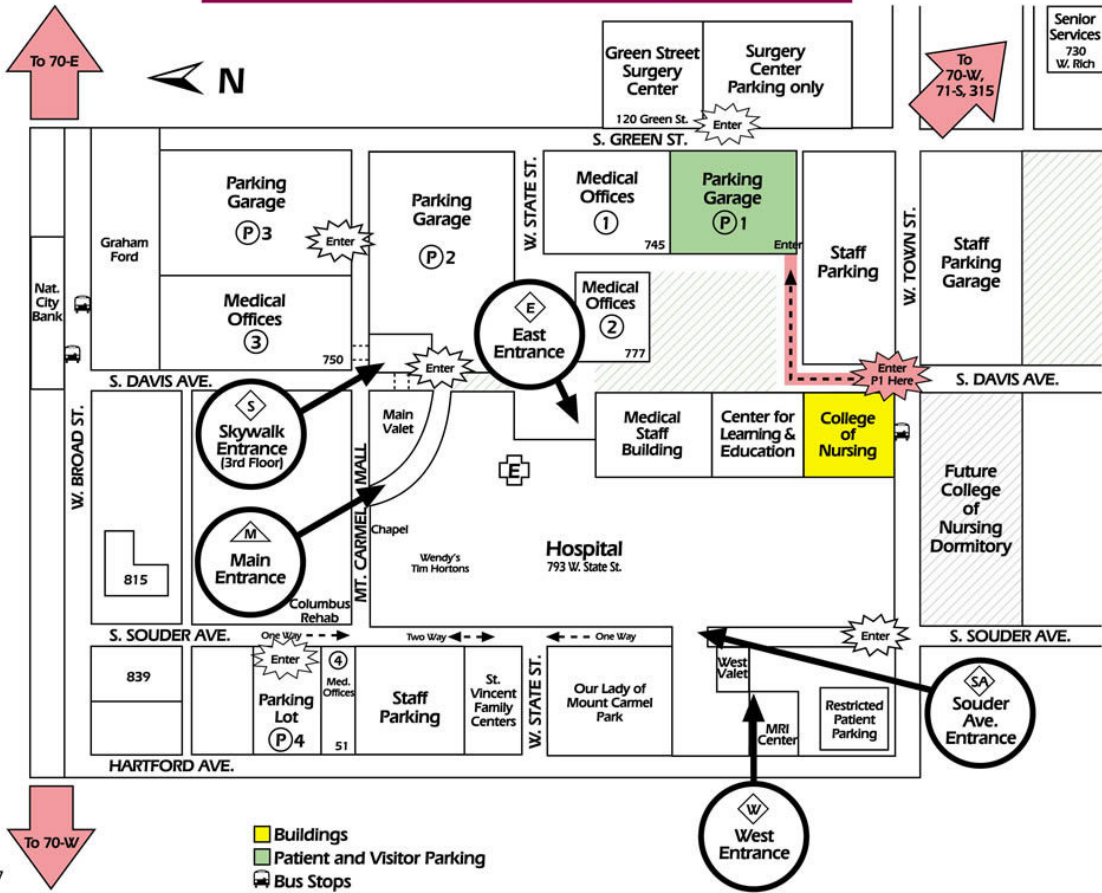 To 70-E
N
Green Street
Surgery
Center
120 Green St.
Surgery
Center
Parking only
Enter
To
70-W,
71-S, 315
Senior
Services
730
W. Rich
S. GREEN ST.
Graham
Ford
Parking
Garage
P 3
Enter
Parking
Garage
P 2
W. STATE ST.
Medical
Offices
1
745
Parking
Garage
P 1
Enter
Staff
Parking
W. TOWN ST.
Staff
Parking
Garage
Nat.
City
Bank
Medical
Offices
3
750
Enter
E
East
Entrance
Medical
Offices
2
777
Enter
P1 Here
S. DAVIS AVE.
S. DAVIS AVE.
W. BROAD ST.
S
Skywalk
Entrance
(3rd Floor)
Main
Valet
MT. CARMEL MALL
E
Medical
Staff
Building
Center for
Learning &
Education
College
of
Nursing
Future
College
of
Nursing
Dormitory
M
Main
Entrance
Chapel
Wendy's
Tim Hortons
Hospital
793 W. State St.
815
Columbus
Rehab
S. SOUDER AVE.
One Way
Two Way
One Way
Enter
S. SOUDER AVE.
839
Enter
Parking
Lot
P 4
4
Med.
Offices
51
Staff
Parking
St.
Vincent
Family
Centers
W. STATE ST.
Our Lady of
Mount Carmel
Park
West
Valet
MRI
Center
Restricted
Patient
Parking
SA
Souder
Ave.
Entrance
HARTFORD AVE.
To 70-W
W
West
Entrance
Buildings
Patient and Visitor Parking
Bus Stops